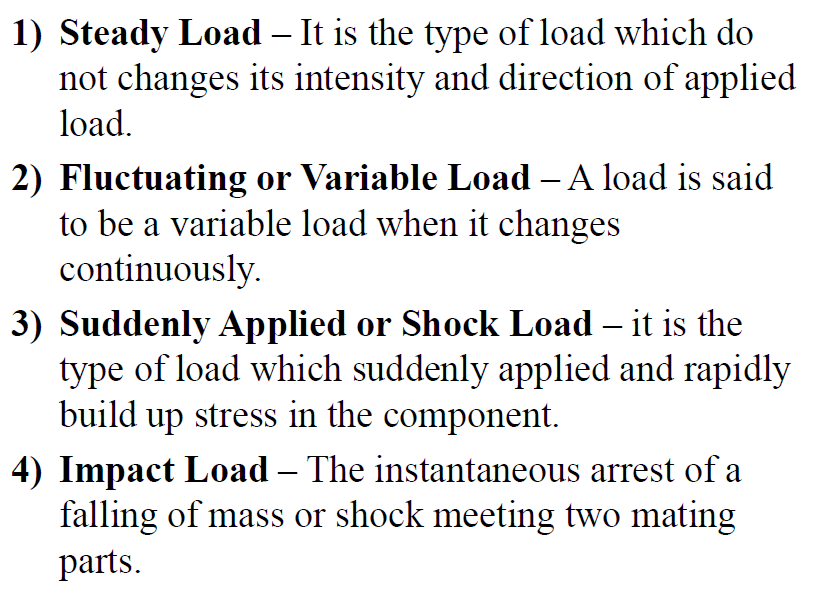 1) Steady Load – It is the type of load which do
not changes its intensity and direction of applied
load.
2) Fluctuating or Variable Load – A load is said
to be a variable load when it changes
continuously.
3) Suddenly Applied or Shock Load – it is the
type of load which suddenly applied and rapidly
build up stress in the component.
4) Impact Load – The instantaneous arrest of a
falling of mass or shock meeting two mating
parts.